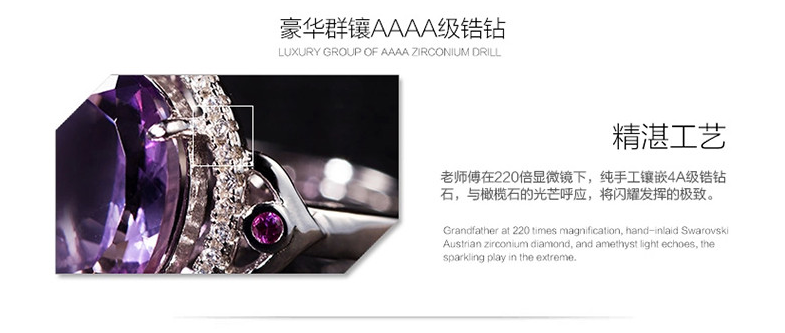 豪华群镶AAAA级锆钻
LUXURY GROUP OF AAAA ZIRCONIUM DRILL
精湛工艺
老师傅在220倍显微镜下，纯手工镶嵌4A级锆钻
石，与橄榄石的光芒呼应，将闪耀发挥的极致。
Grandfather at 220 times magnification, hand-inlaid Swarovski
Austrian zirconium diamond, and amethyst light echoes, the
sparkling play in the extreme.